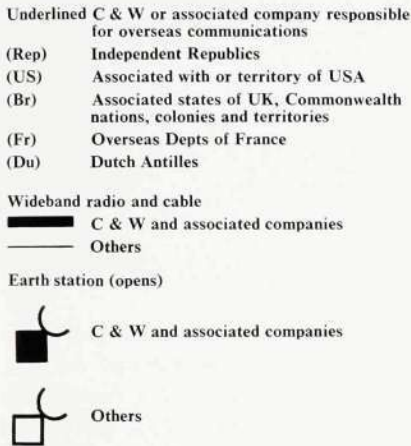 Underlined C & W or associated company responsible
for overseas communications
(Rep) Independent Republics
(US) Associated with or territory of USA
(Br) Associated states of UK, Commonwealth
nations, colonies and territories
(Fr) Overseas Depts of France
(Du) Dutch Antilles
Wideband radio and cable
C & W and associated companies
Others
Earth station (opens)
C & W and associated companies
Others